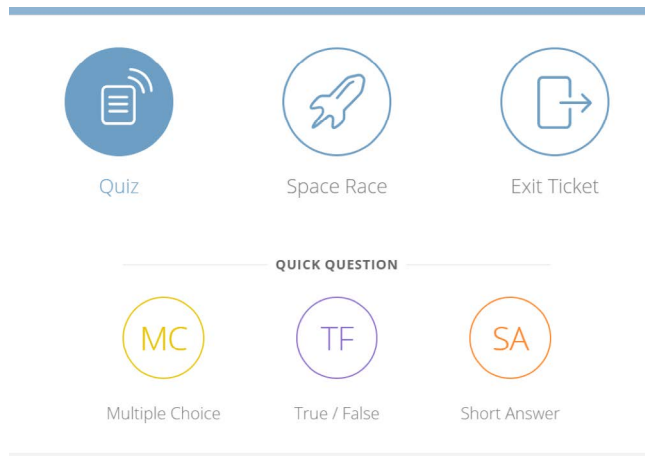 Quiz
Space Race
Exit Ticket
QUICK QUESTION
MC
TF
SA
Multiple Choice
True / False
Short Answer